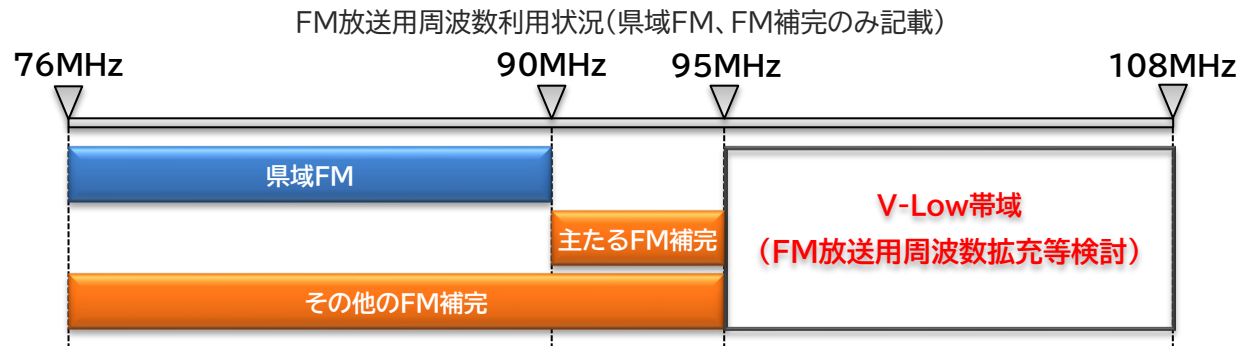 FM放送用周波数利用状況(県域FM、FM補完のみ記載)
76MHz 90MHz 95MHz 108MHz
県域FM
主たるFM補完
その他のFM補完
V-Low帯域
(FM放送用周波数拡充等検討)